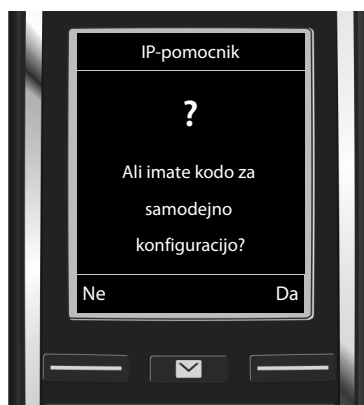 IP-pomocnik
?
Ali imate kodo za
samodejno
konfiguracijo?
Ne Da